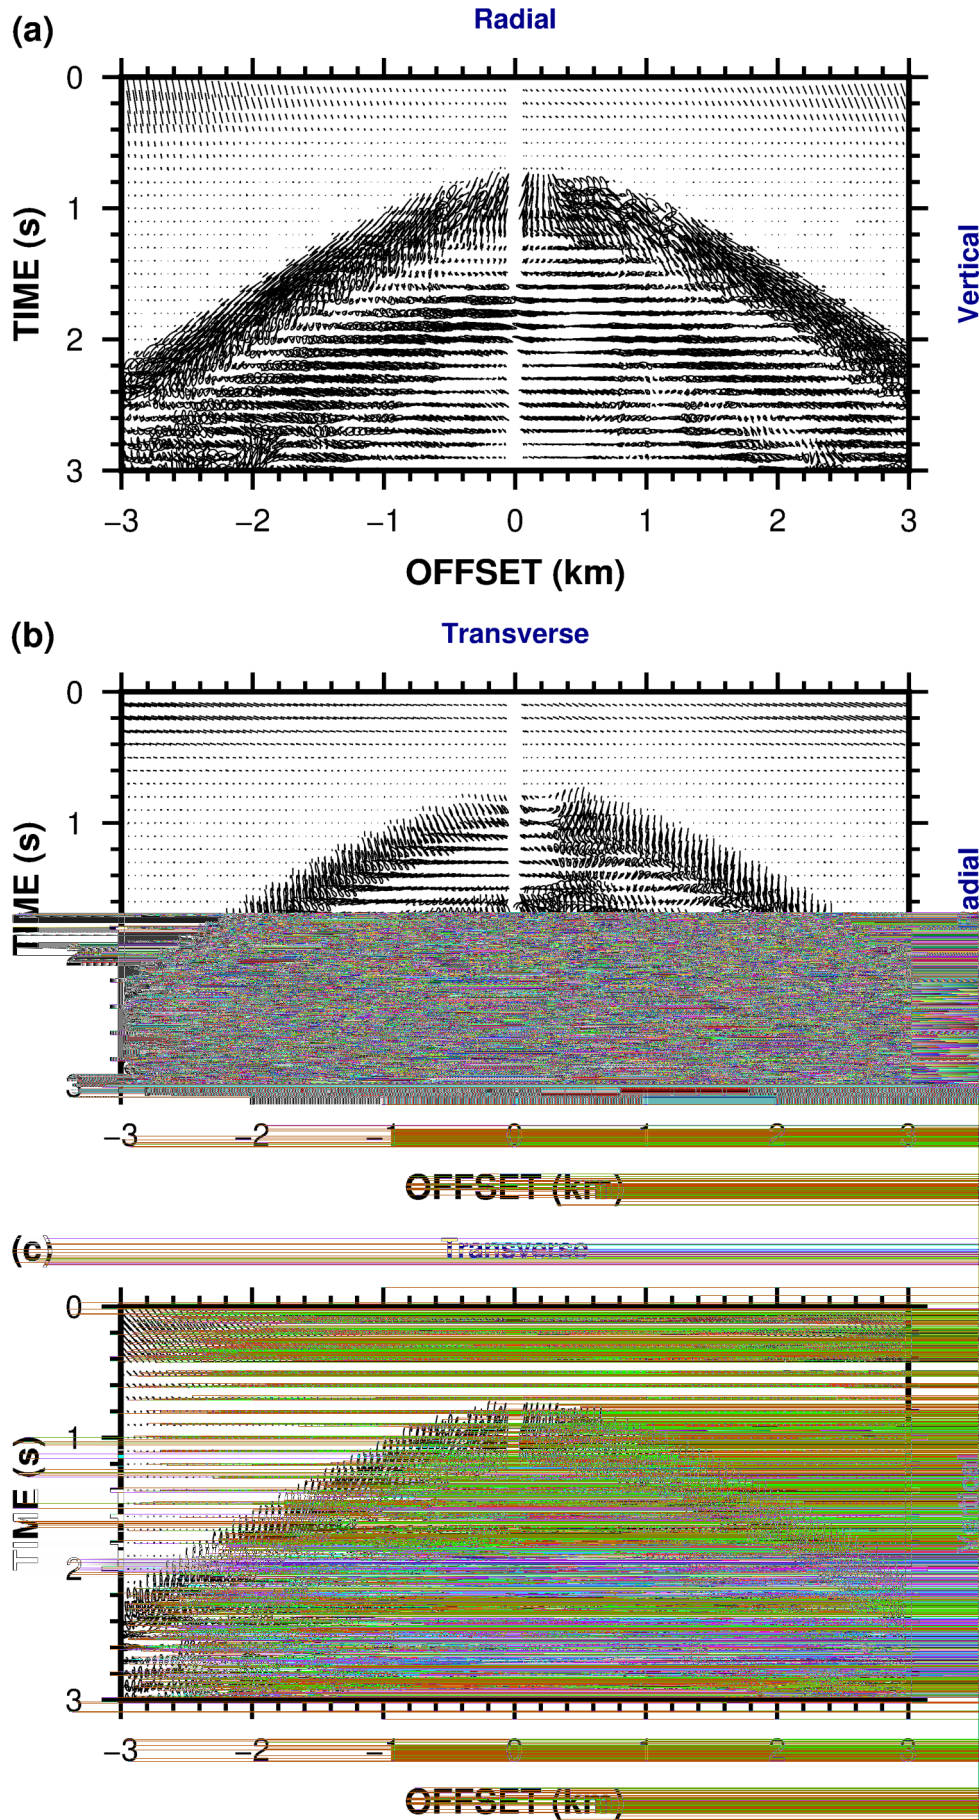 (a)
Radial
0
1
2
3
TIME (s)
Vertical
−3 −2 −1 0 1 2 3
OFFSET (km)
(b)
Transverse
0
1
3
TIME (s)
−3 −2 −1 0 1 2 3
OFFSET (km)
(c)
Transverse
0
1
2
3
TIME (s)
−3 −2 −1 0 1 2 3
OFFSET (km)